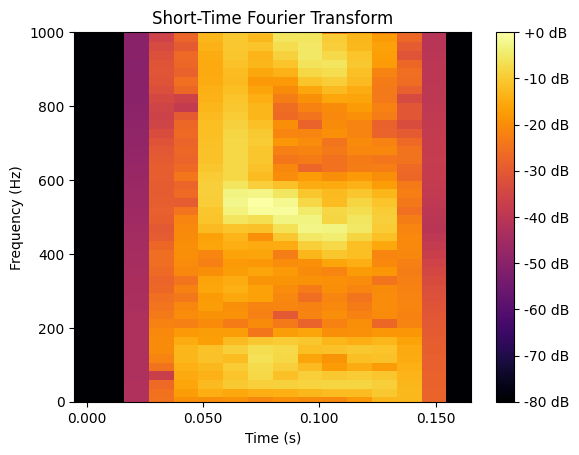 Short-Time Fourier Transform
1000
800
600
400
200
0
Frequency (Hz)
0.000
0.050
0.100
0.150
Time (s)
+0 dB
-10 dB
-20 dB
-30 dB
-40 dB
-50 dB
-60 dB
-70 dB
-80 dB